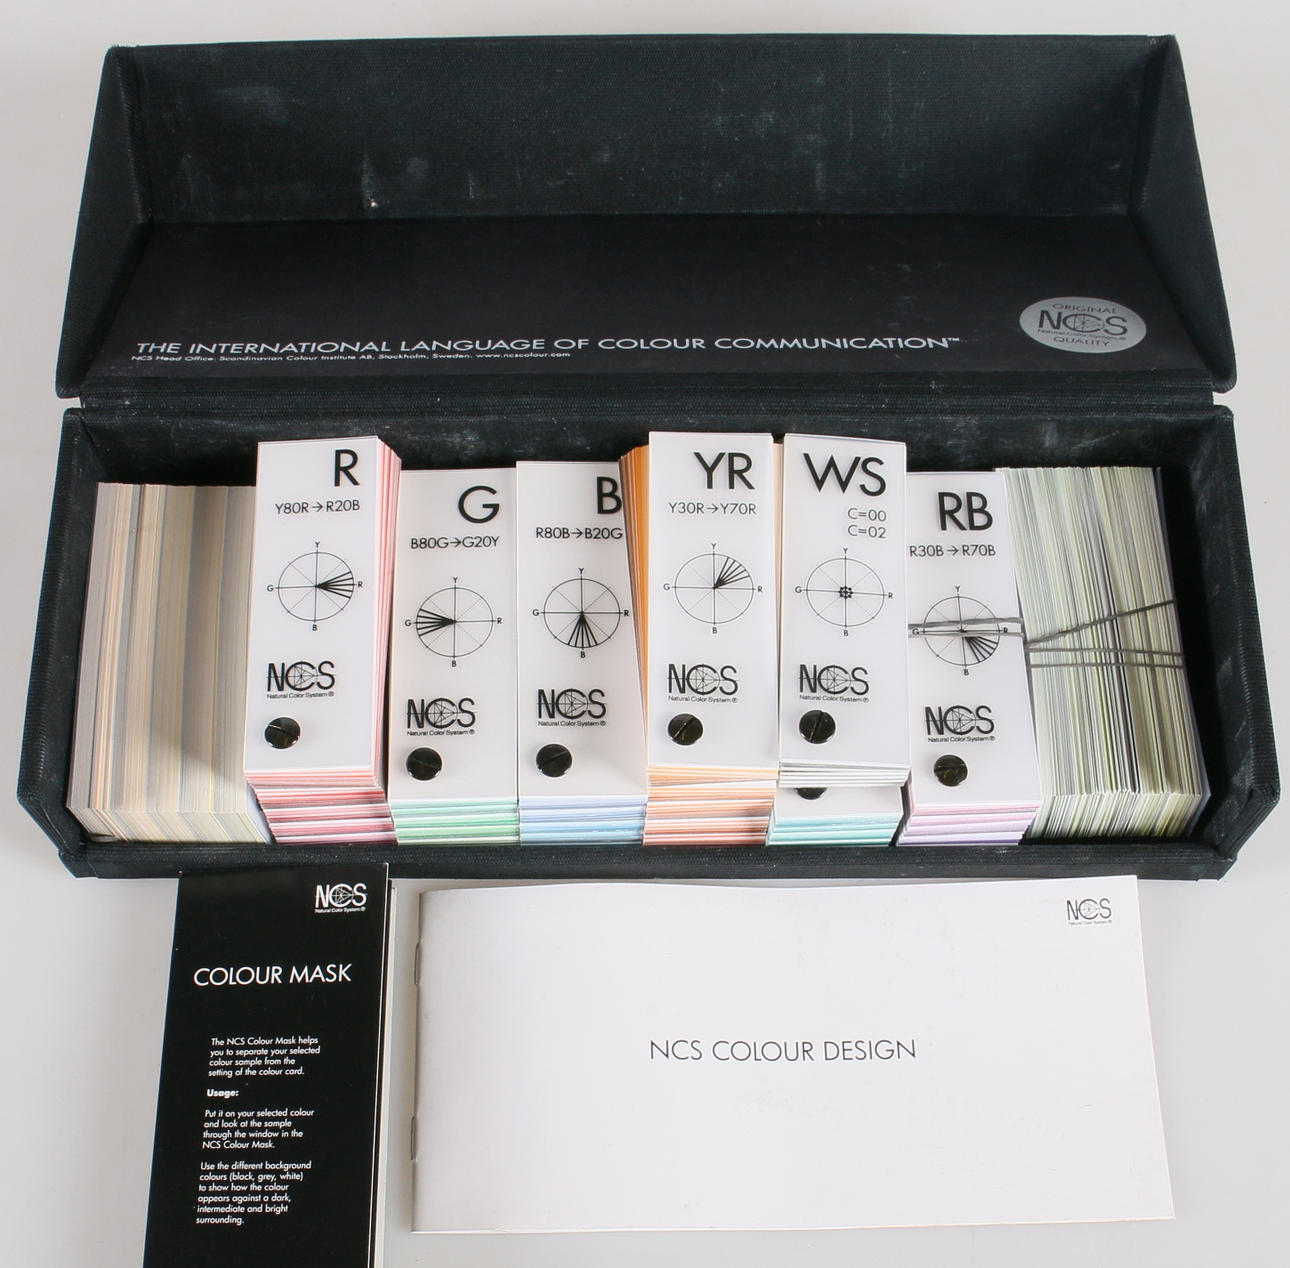 THE INTERNATIONAL LANGUAGE OF COLOUR COMMUNICATION™
NCS Head Office: Scandinavian Colour Institute AB, Stockholm, Sweden. www.ncscolour.com
ORIGINAL
NCS
Natural Color System®
QUALITY
R
Y80R→R20B
Y
G
R
B
NCS
Natural Color System®
G
B80G→G20Y
Y
G
R
B
NCS
Natural Color System®
B
R80B→B20G
Y
G
R
B
NCS
Natural Color System®
YR
Y30R→Y70R
Y
G
R
B
NCS
Natural Color System®
WS
C=00
C=02
Y
G
R
B
NCS
Natural Color System®
RB
R30B→R70B
Y
G
R
B
NCS
Natural Color System®
NCS
Natural Color System®
COLOUR MASK
The NCS Colour Mask helps
you to separate your selected
colour sample from the
setting of the colour card.
Usage:
Put it on your selected colour
and look at the sample
through the window in the
NCS Colour Mask.
Use the different background
colours (black, grey, white)
to show how the colour
appears against a dark,
intermediate and bright
surrounding.
NCS
Natural Color System®
NCS COLOUR DESIGN